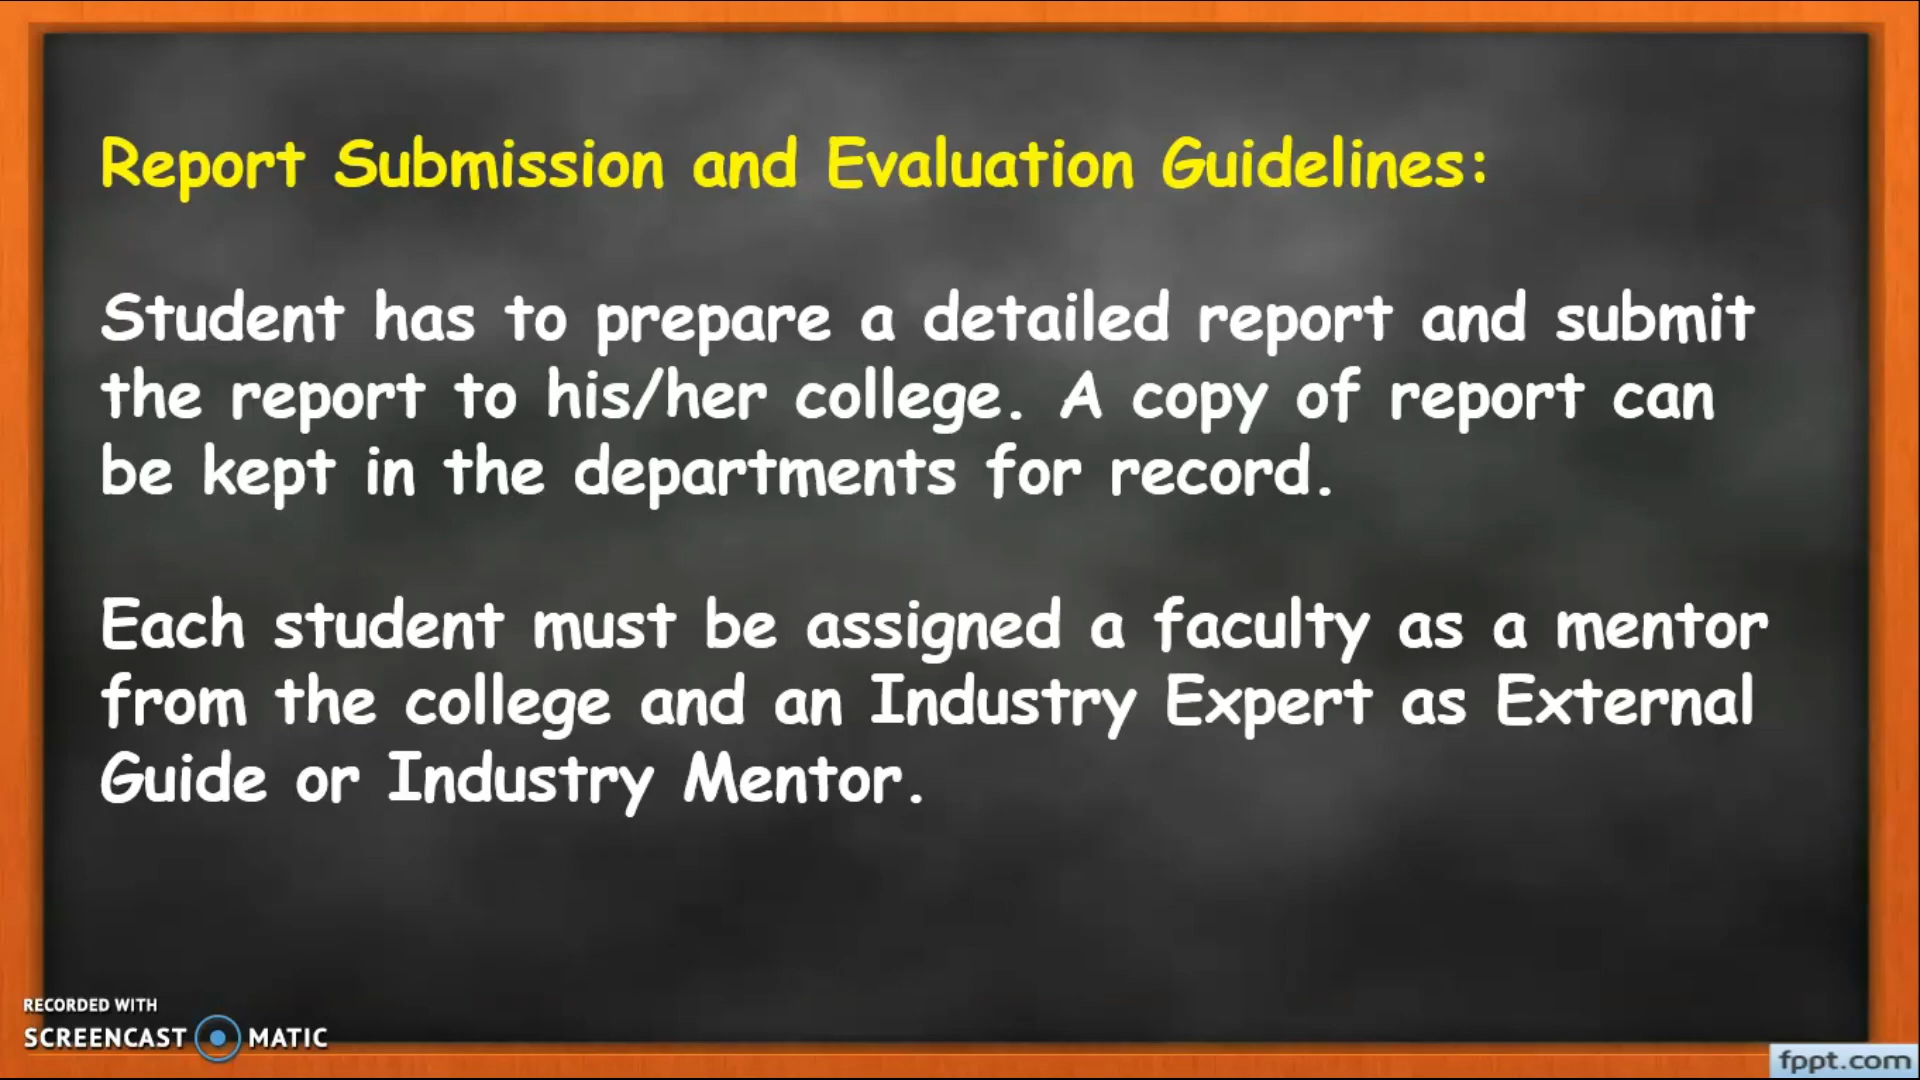 Report Submission and Evaluation Guidelines:
Student has to prepare a detailed report and submit
the report to his/her college. A copy of report can
be kept in the departments for record.
Each student must be assigned a faculty as a mentor
from the college and an Industry Expert as External
Guide or Industry Mentor.
RECORDED WITH
SCREENCAST MATIC
fppt.com